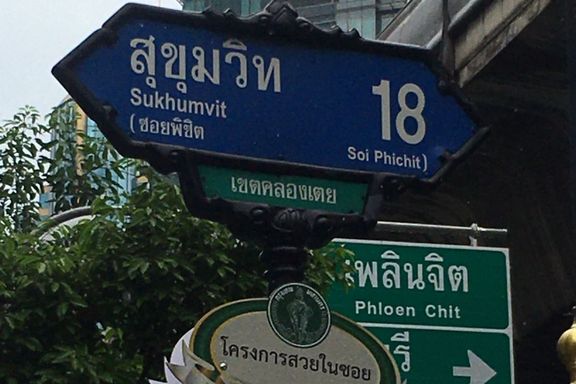 สุขุมวิท 18
Sukhumvit
(ซอยพิชิต Soi Phichit)
เขตคลองเตย
เพลินจิต
Phloen Chit
โครงการสวยในซอย